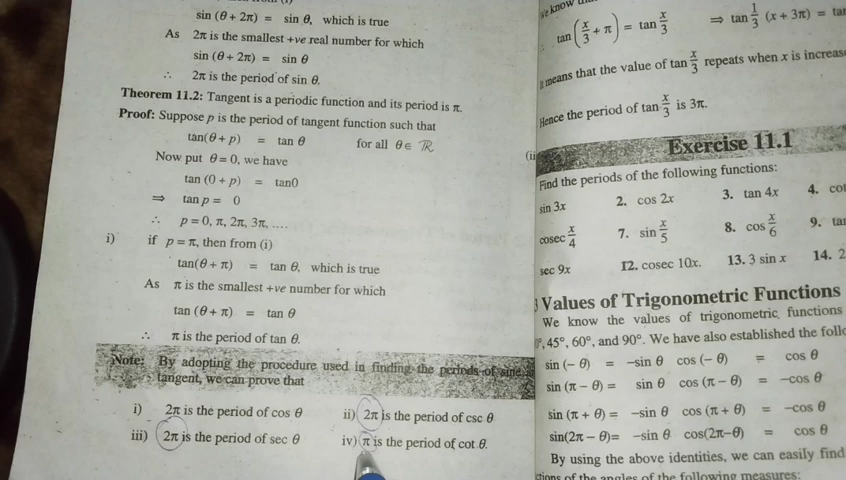 sin (θ + 2π) = sin θ, which is true
As 2π is the smallest +ve real number for which
sin (θ + 2π) = sin θ
∴ 2π is the period of sin θ.
Theorem 11.2: Tangent is a periodic function and its period is π.
Proof: Suppose p is the period of tangent function such that
tan(θ + p) = tan θ for all θ ∈ ℝ
Now put θ = 0, we have
tan (0 + p) = tan0
⇒ tan p = 0
∴ p = 0, π, 2π, 3π, ....
i) if p = π, then from (i)
tan(θ + π) = tan θ, which is true
As π is the smallest +ve number for which
tan (θ + π) = tan θ
∴ π is the period of tan θ.
Note: By adopting the procedure used in finding the periods of sine
tangent, we can prove that
i) 2π is the period of cos θ ii) 2π is the period of csc θ
iii) 2π is the period of sec θ iv) π is the period of cot θ.
we know
tan(x/3 + π) = tan x/3 ⇒ tan 1/3 (x + 3π) =
It means that the value of tan x/3 repeats when x is
Hence the period of tan x/3 is 3π.
Exercise 11.1
Find the periods of the following functions:
sin 3x 2. cos 2x 3. tan 4x 4.
cosec x/4 7. sin x/5 8. cos x/6 9.
sec 9x 12. cosec 10x. 13. 3 sin x 14. 2
Values of Trigonometric Functions
We know the values of trigonometric functions
45°, 60°, and 90°. We have also established the
sin (− θ) = −sin θ cos (− θ) = cos θ
sin (π − θ) = sin θ cos (π − θ) = −cos θ
sin (π + θ) = −sin θ cos (π + θ) = −cos θ
sin(2π − θ)= −sin θ cos(2π−θ) = cos θ
By using the above identities, we can easily find
of the angles of the following measures: